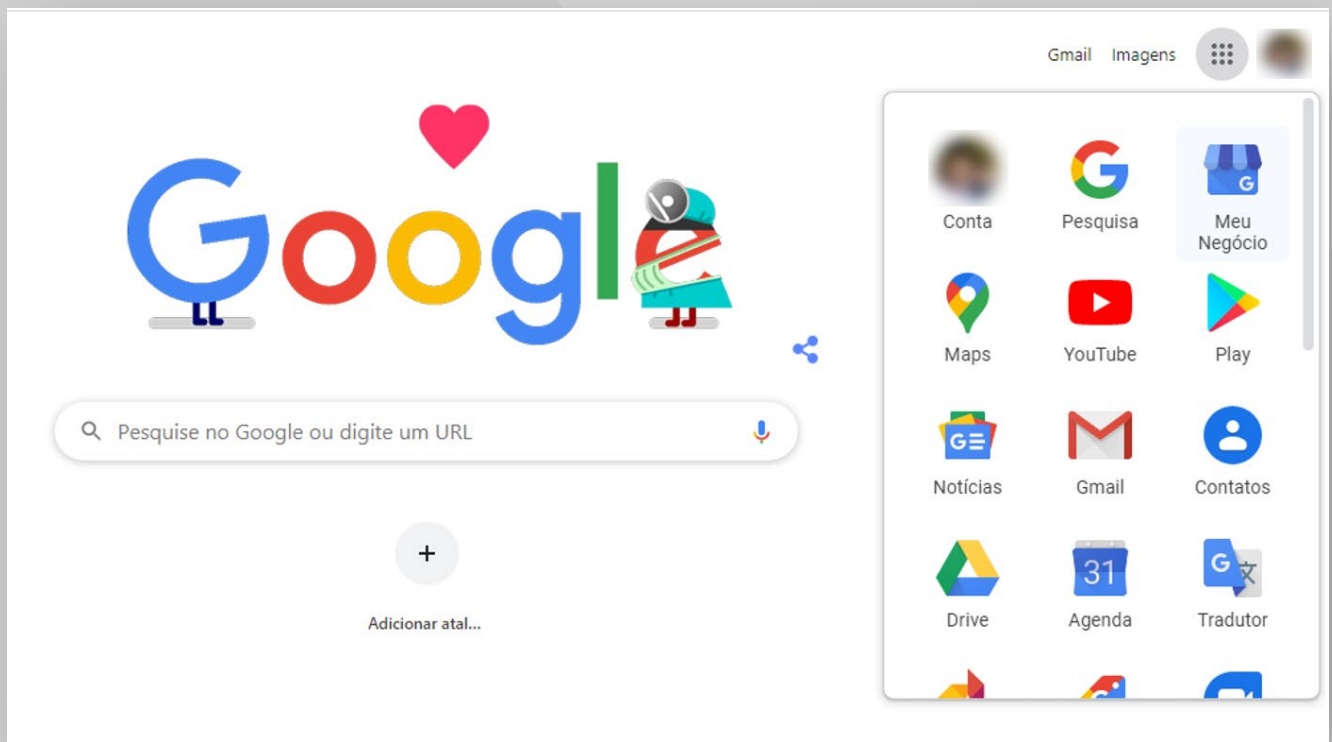 Gmail Imagens
Google
Pesquise no Google ou digite um URL
Adicionar atal...
Conta
Pesquisa
Meu
Negócio
Maps
YouTube
Play
Notícias
Gmail
Contatos
31
Drive
Agenda
Tradutor